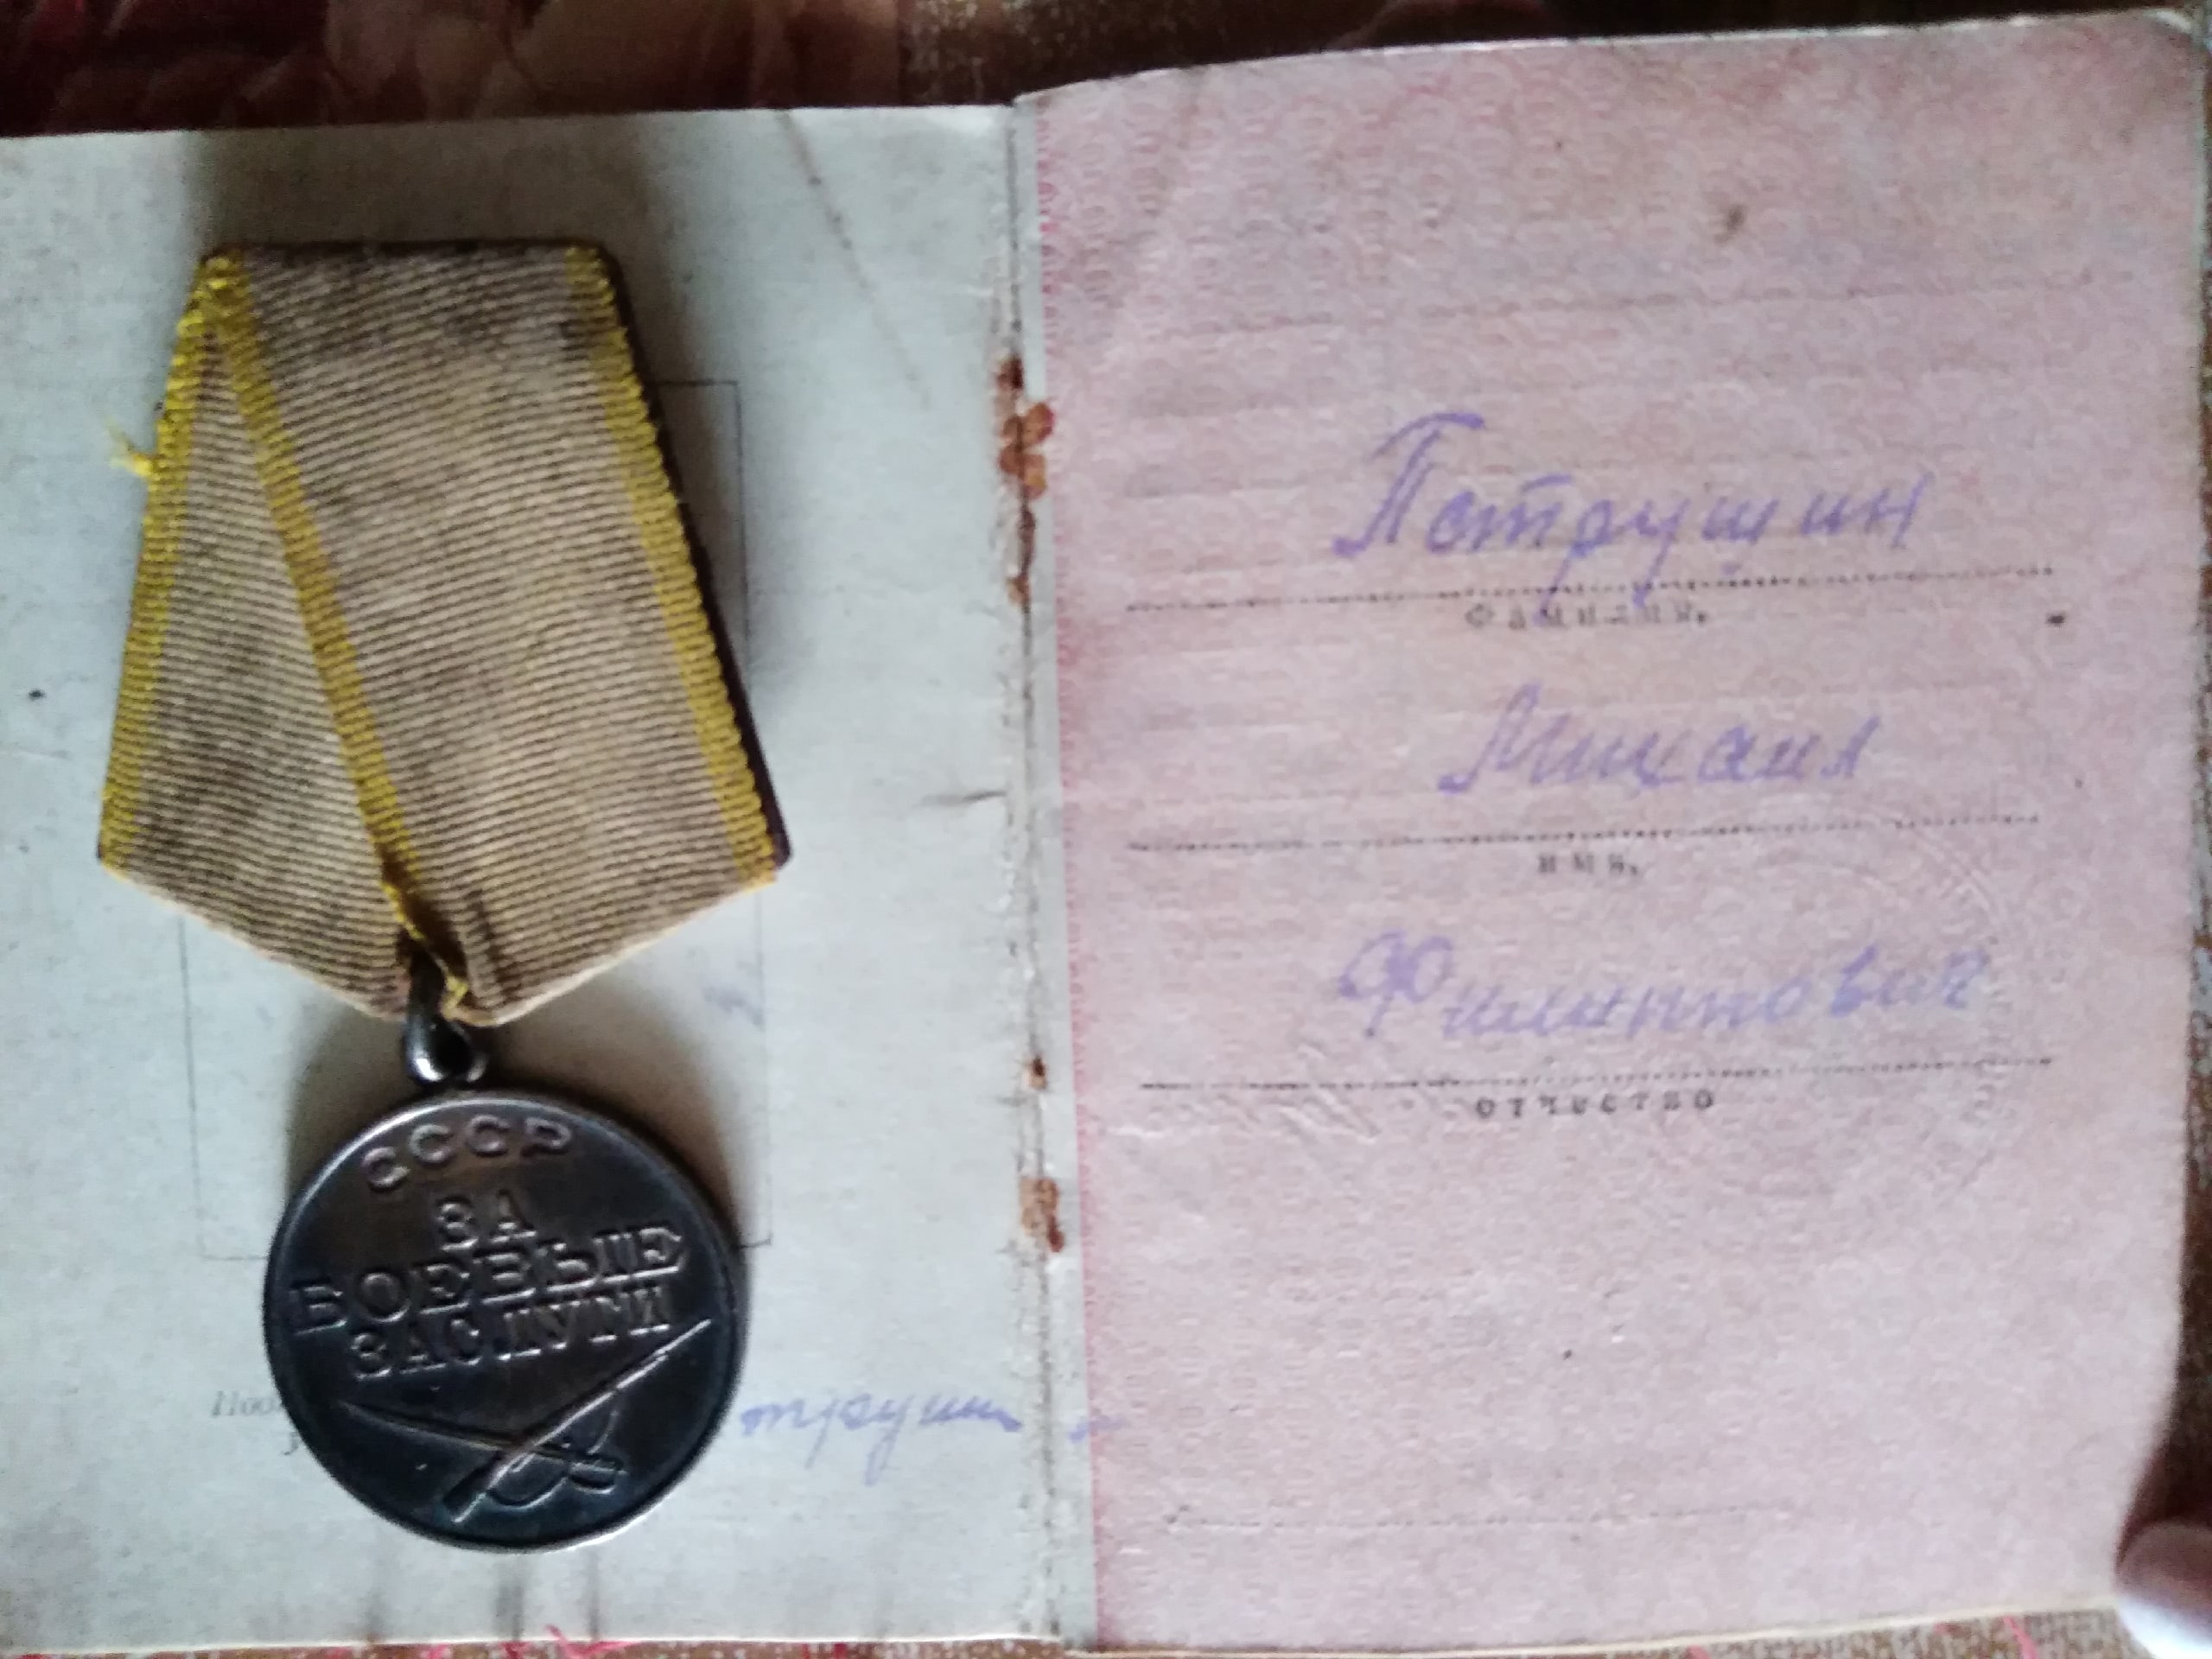 СССР
ЗА
БОЕВЫЕ
ЗАСЛУГИ
Петрушин
Фамилия.
Михаил
имя.
Филиппович
отчество